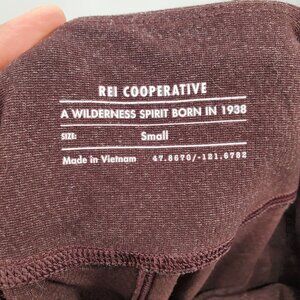 REI COOPERATIVE
A WILDERNESS SPIRIT BORN IN 1938
SIZE: Small
Made in Vietnam 47.8670/-121.6782